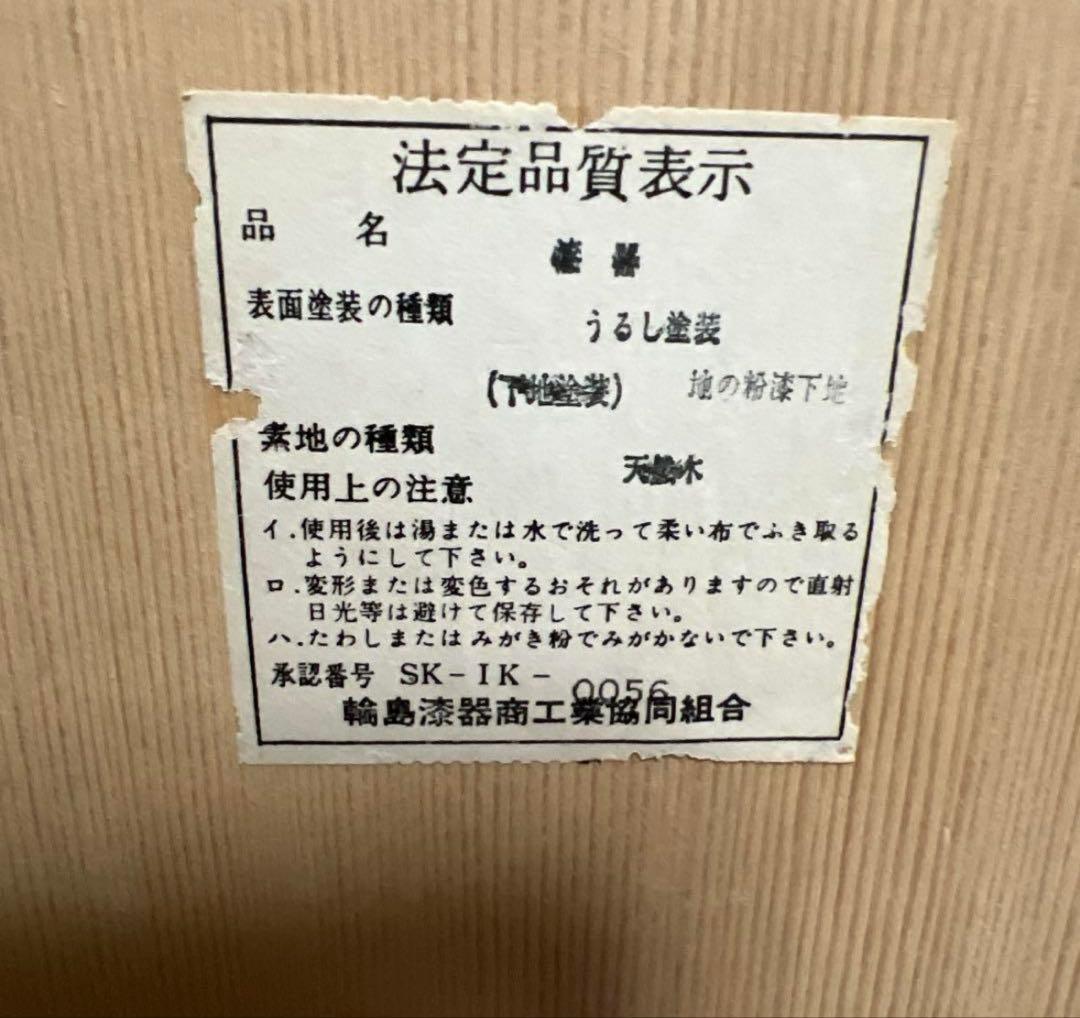 法定品質表示
品 名 漆器
表面塗装の種類 うるし塗装
(下地塗装) 地の粉漆下地
素地の種類 天然木
使用上の注意
イ.使用後は湯または水で洗って柔い布でふき取る
ようにして下さい。
ロ.変形または変色するおそれがありますので直射
日光等は避けて保存して下さい。
ハ.たわしまたはみがき粉でみがかないで下さい。
承認番号 SK-IK-0056
輪島漆器商工業協同組合